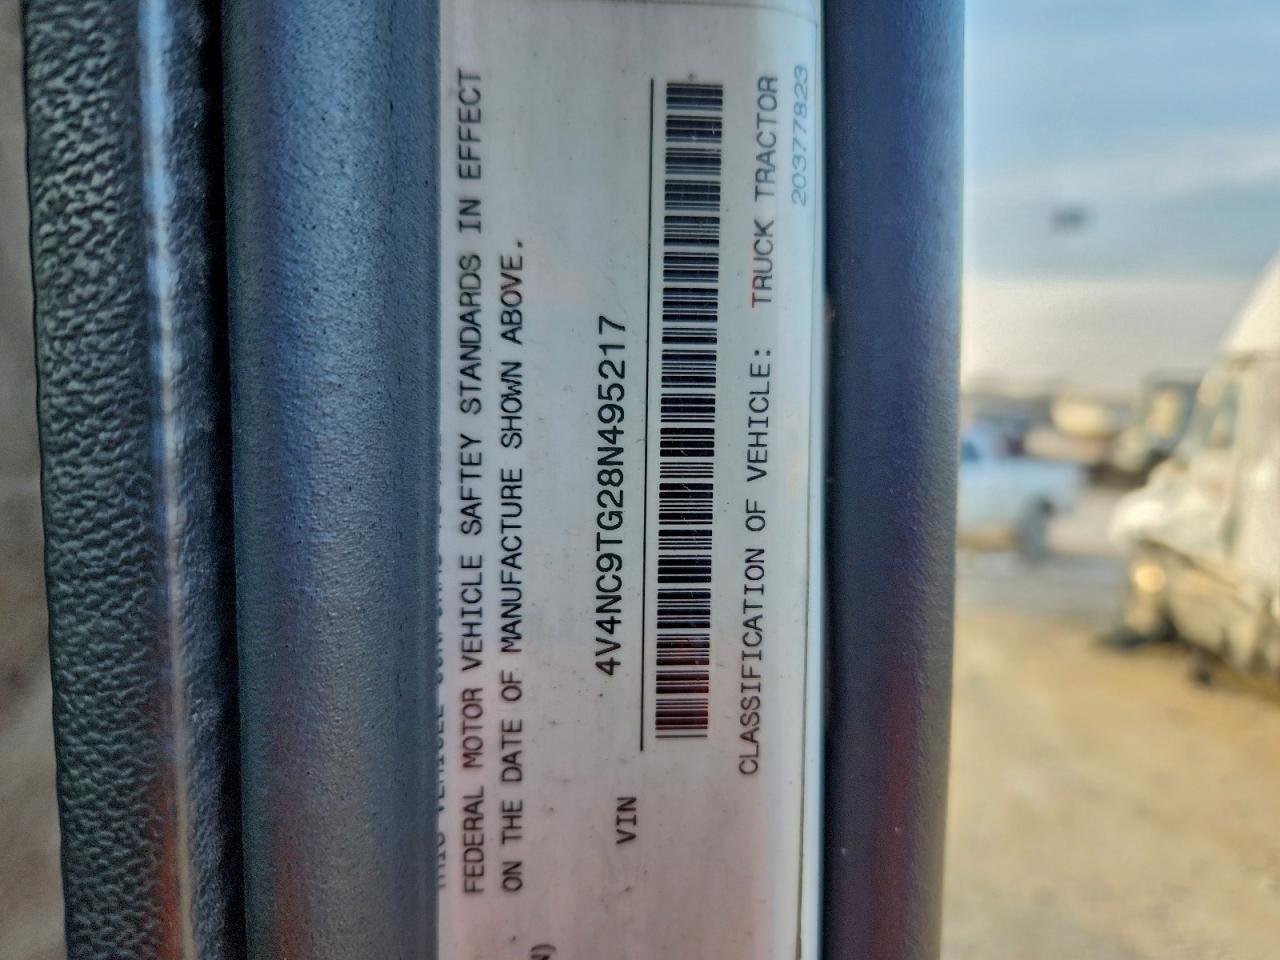 FEDERAL MOTOR VEHICLE SAFTEY STANDARDS IN EFFECT
ON THE DATE OF MANUFACTURE SHOWN ABOVE.
VIN 4V4NC9TG28N495217
CLASSIFICATION OF VEHICLE: TRUCK TRACTOR
20377823